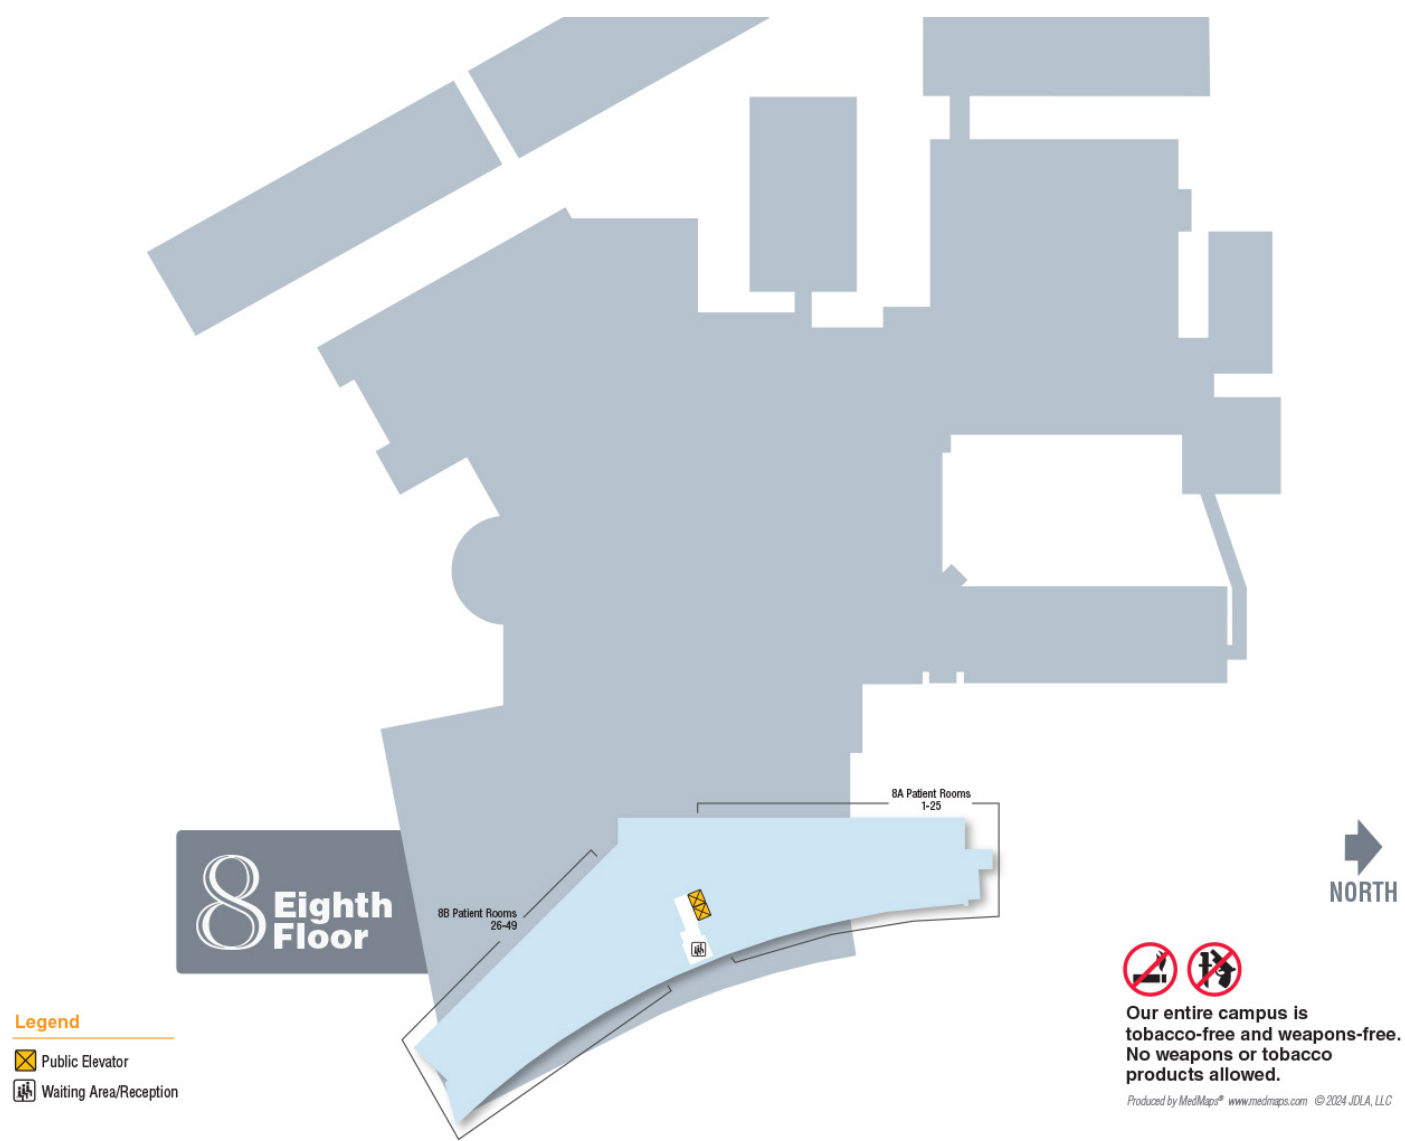 8A Patient Rooms
1-25
8 Eighth
Floor
8B Patient Rooms
26-49
NORTH
Legend
Public Elevator
Waiting Area/Reception
Our entire campus is
tobacco-free and weapons-free.
No weapons or tobacco
products allowed.
Produced by MedMaps® www.medmaps.com © 2024 JDLA, LLC